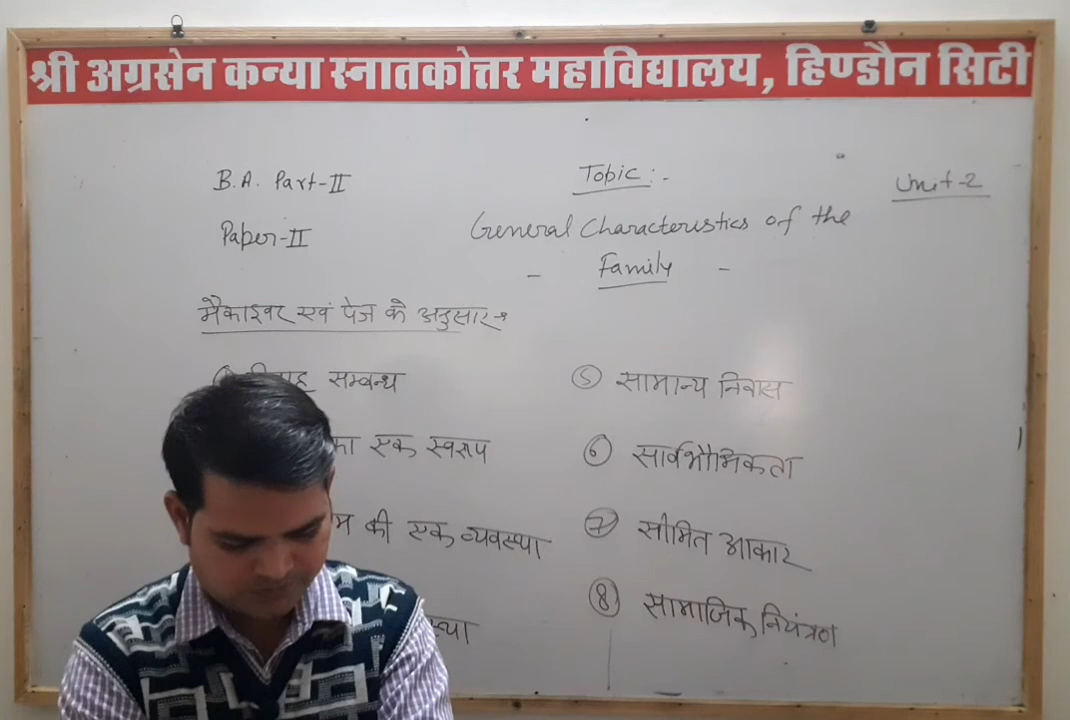 श्री अग्रसेन कन्या स्नातकोत्तर महाविद्यालय, हिण्डौन सिटी
B.A. Part-II
Topic:-
Unit-2
Paper-II
General Characteristics of the
- Family -
मैकाइवर एवं पेज के अनुसार→
सम्बन्ध
का एक स्वरूप
की एक व्यवस्था
⑤ सामान्य निवास
⑥ सार्वभौमिकता
⑦ सीमित आकार
⑧ सामाजिक नियंत्रण